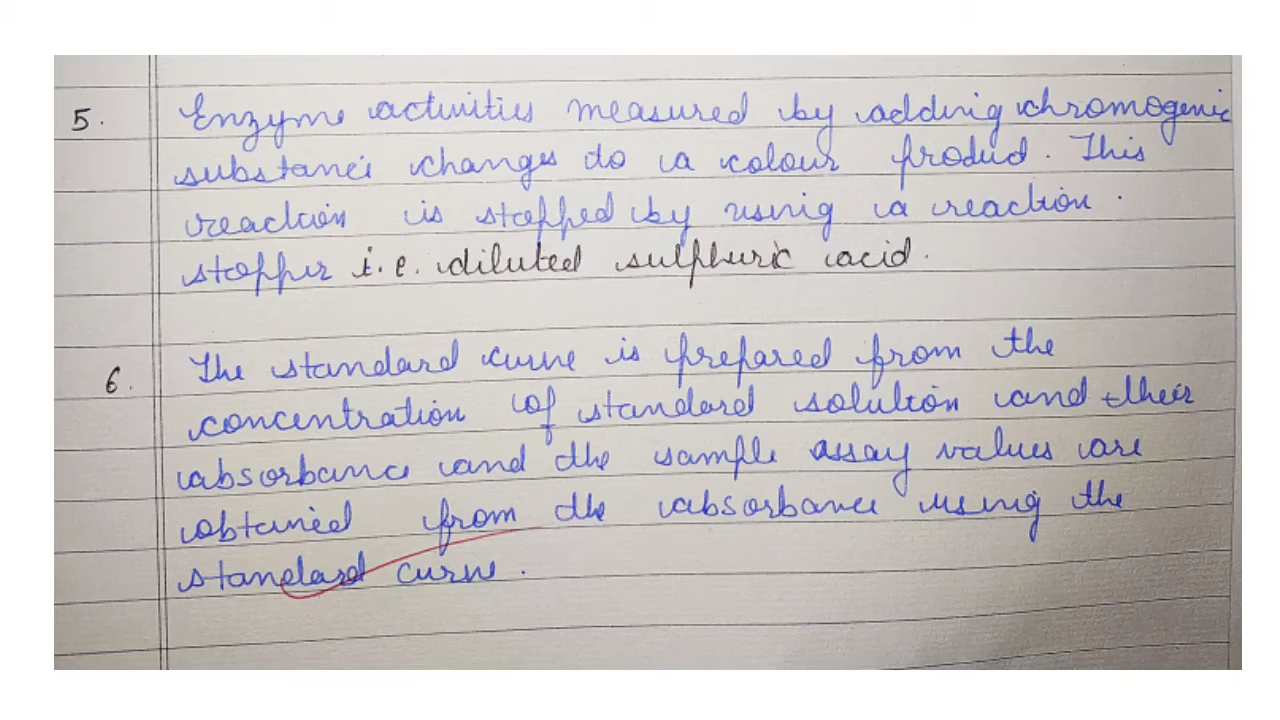 5. Enzyme activities measured by adding chromogenic
substance changes to a colour product. This
reaction is stopped by using a reaction.
stopper i.e. diluted sulphuric acid.
6. The standard curve is prepared from the
concentration of standard solution and their
absorbance and the sample assay values are
obtained from the absorbance using the
standard curve.